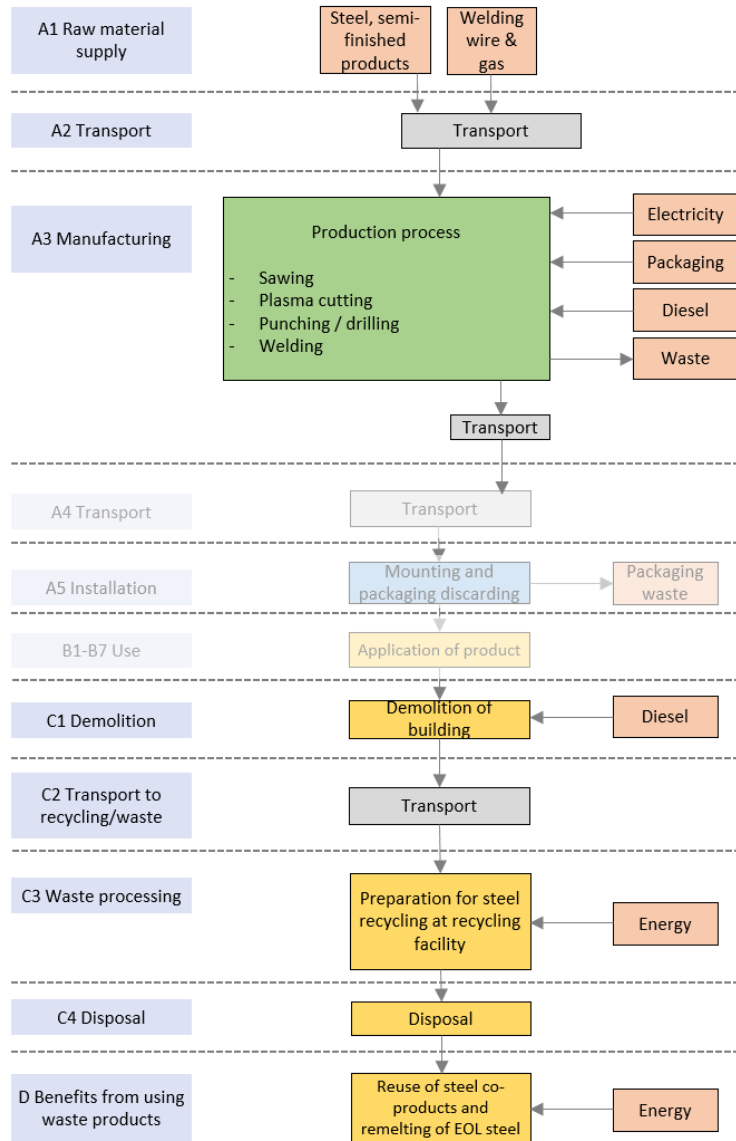 A1 Raw material
supply
Steel, semi-
finished
products
Welding
wire &
gas
A2 Transport
Transport
A3 Manufacturing
Production process
- Sawing
- Plasma cutting
- Punching / drilling
- Welding
Electricity
Packaging
Diesel
Waste
Transport
A4 Transport
Transport
A5 Installation
Mounting and
packaging discarding
Packaging
waste
B1-B7 Use
Application of product
C1 Demolition
Demolition of
building
Diesel
C2 Transport to
recycling/waste
Transport
C3 Waste processing
Preparation for steel
recycling at recycling
facility
Energy
C4 Disposal
Disposal
D Benefits from using
waste products
Reuse of steel co-
products and
remelting of EOL steel
Energy